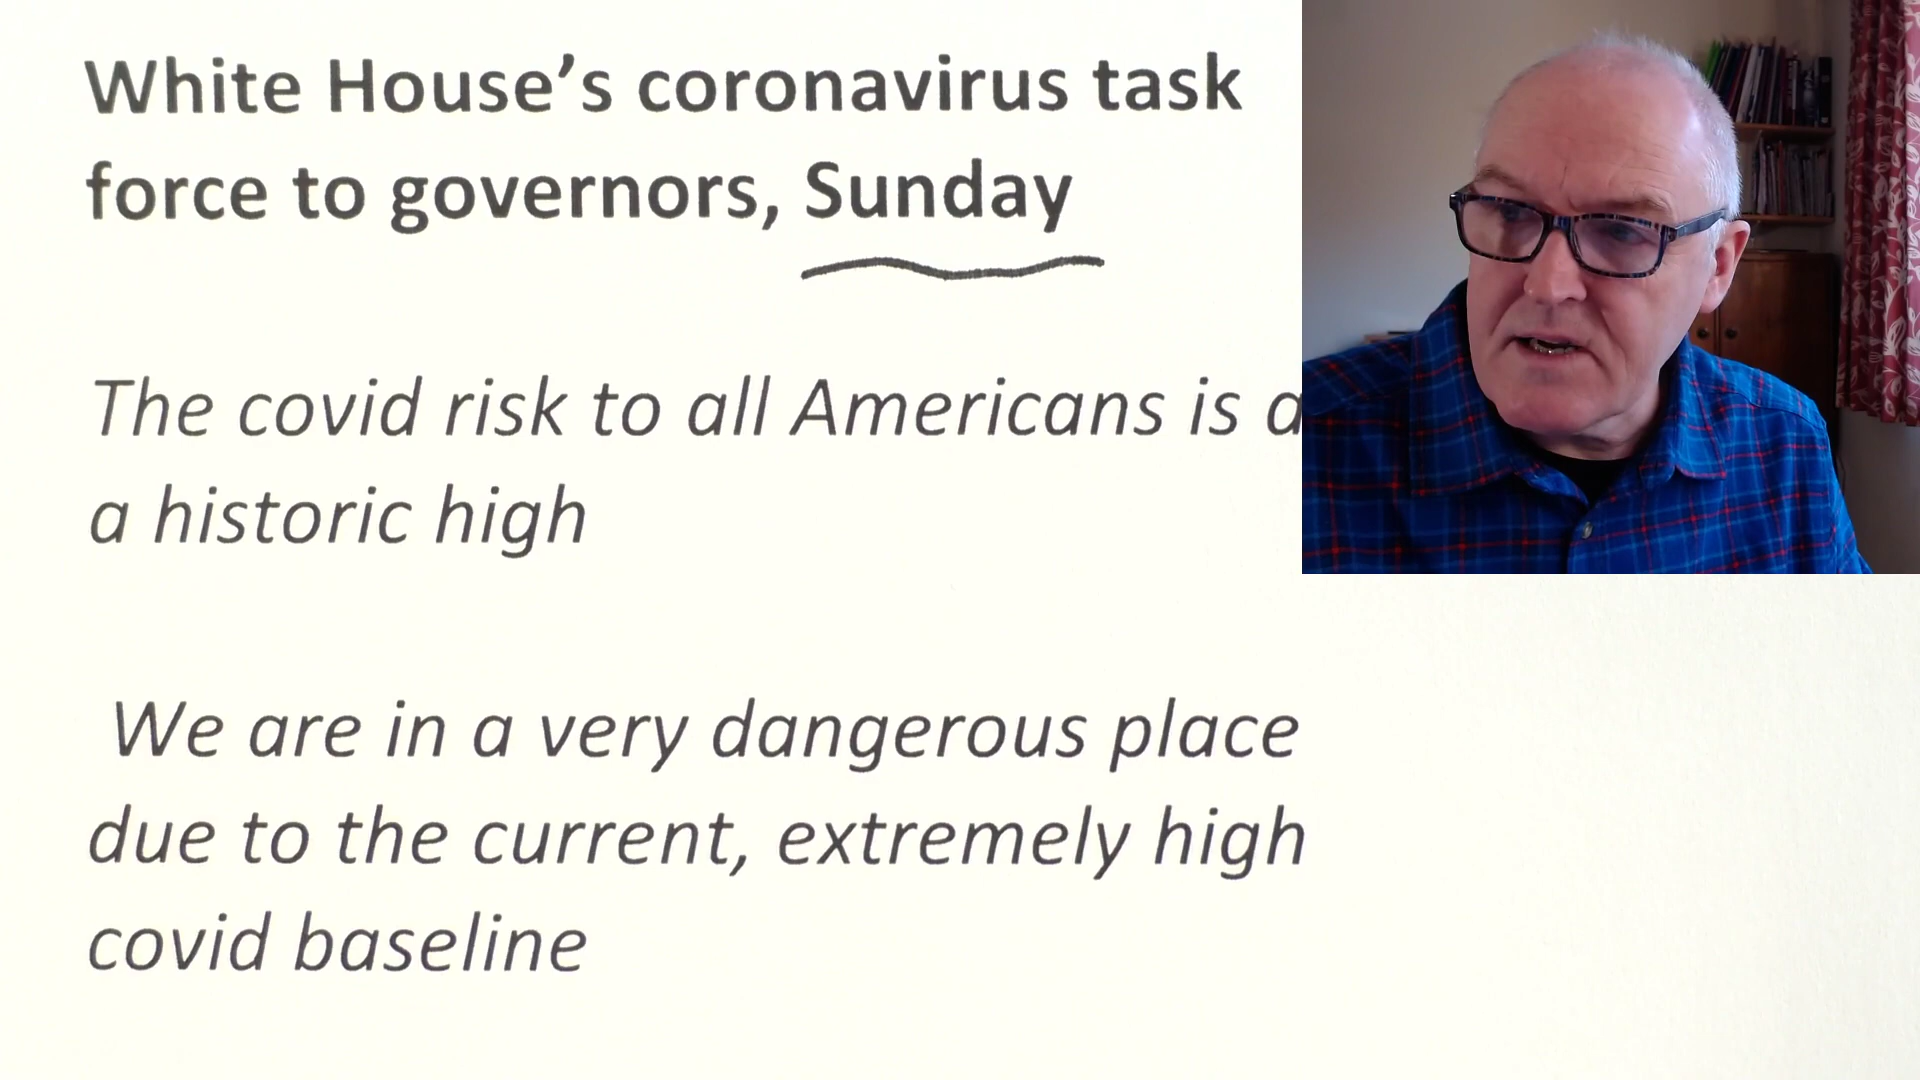 White House’s coronavirus task
force to governors, Sunday
The covid risk to all Americans is
a historic high
We are in a very dangerous place
due to the current, extremely high
covid baseline